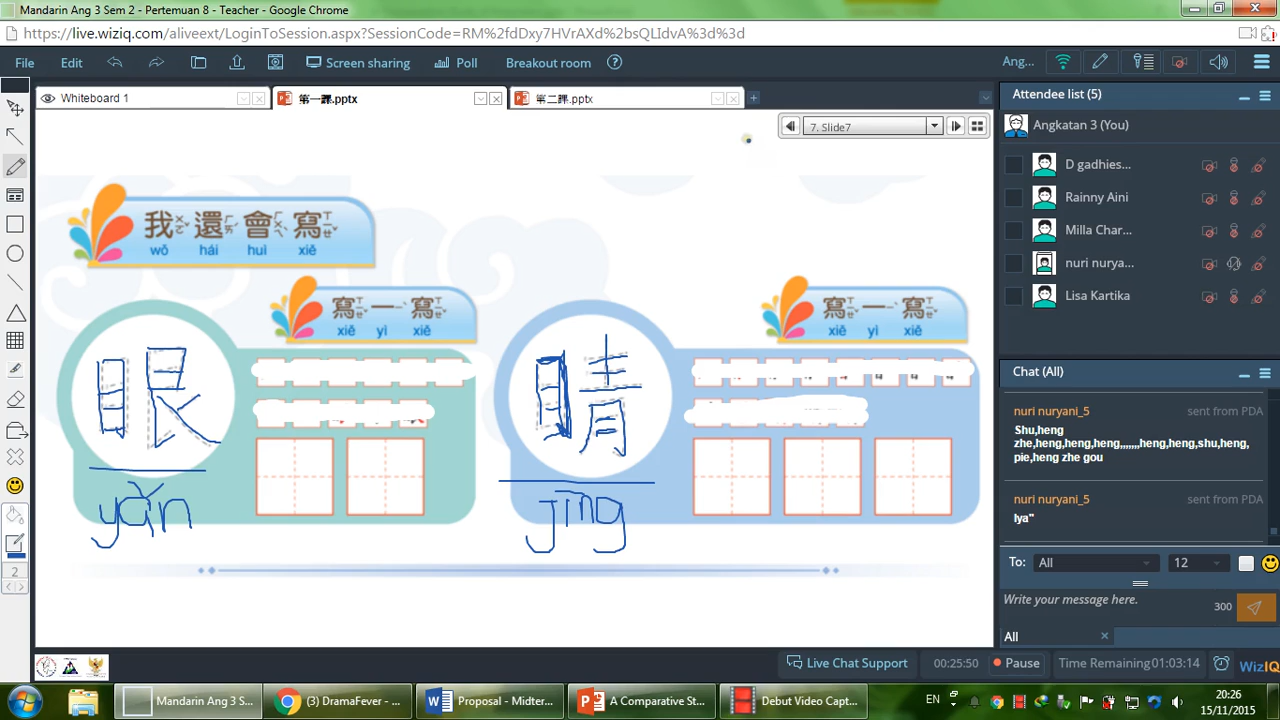 Mandarin Ang 3 Sem 2 - Pertemuan 8 - Teacher - Google Chrome
https://live.wiziq.com/aliveext/LoginToSession.aspx?SessionCode=RM%2fdDxy7HVrAXd%2bsQLIdvA%3d%3d
File Edit Screen sharing Poll Breakout room Ang...
Whiteboard 1 第一課.pptx 第二課.pptx
7. Slide7
我還會寫
wǒ hái huì xiě
寫一寫
xiě yì xiě
寫一寫
xiě yì xiě
眼
睛
yǎn
jīng
Attendee list (5)
Angkatan 3 (You)
D gadhies...
Rainny Aini
Milla Char...
nuri nurya...
Lisa Kartika
Chat (All)
nuri nuryani_5 sent from PDA
Shu,heng
zhe,heng,heng,heng,,,,,,,heng,heng,shu,heng,
pie,heng zhe gou
nuri nuryani_5 sent from PDA
Iya"
To: All 12
Write your message here. 300
All
2
Live Chat Support 00:25:50 Pause Time Remaining 01:03:14 WizIQ
Mandarin Ang 3 S... (1) DramaFever - ... Proposal - Midter... A Comparative St... Debut Video Capt... EN 20:26
15/11/2015